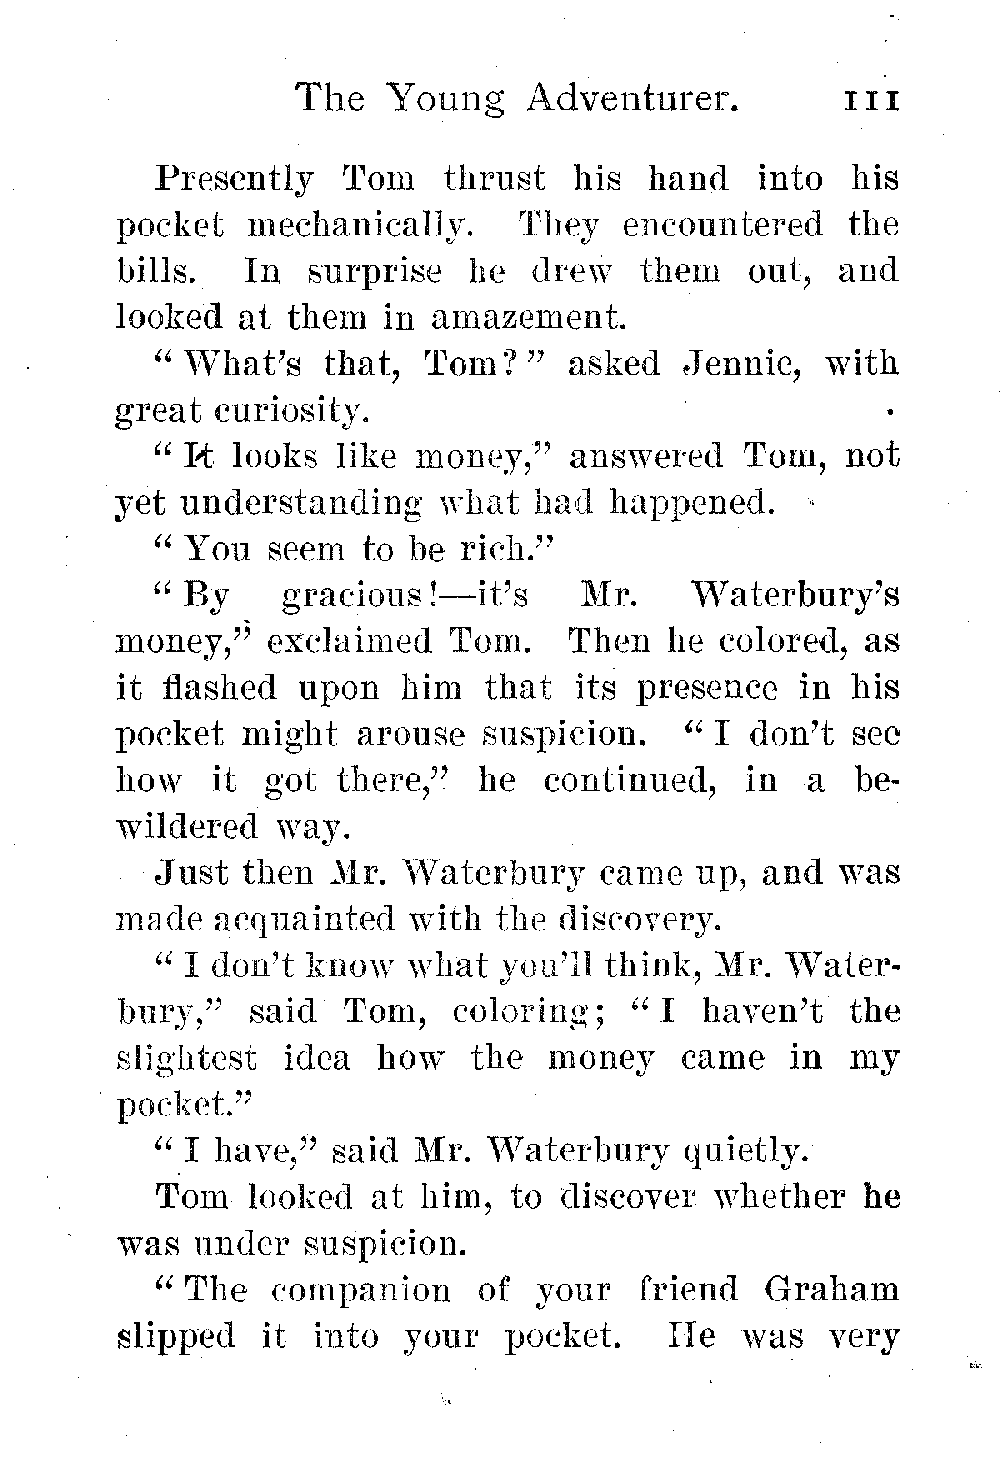 The Young Adventurer. 111
Presently Tom thrust his hand into his
pocket mechanically. They encountered the
bills. In surprise he drew them out, and
looked at them in amazement.
“What’s that, Tom?” asked Jennie, with
great curiosity.
“It looks like money,” answered Tom, not
yet understanding what had happened.
“You seem to be rich.”
“By gracious!—it’s Mr. Waterbury’s
money,” exclaimed Tom. Then he colored, as
it flashed upon him that its presence in his
pocket might arouse suspicion. “I don’t see
how it got there,” he continued, in a be-
wildered way.
Just then Mr. Waterbury came up, and was
made acquainted with the discovery.
“I don’t know what you’ll think, Mr. Water-
bury,” said Tom, coloring; “I haven’t the
slightest idea how the money came in my
pocket.”
“I have,” said Mr. Waterbury quietly.
Tom looked at him, to discover whether he
was under suspicion.
“The companion of your friend Graham
slipped it into your pocket. He was very